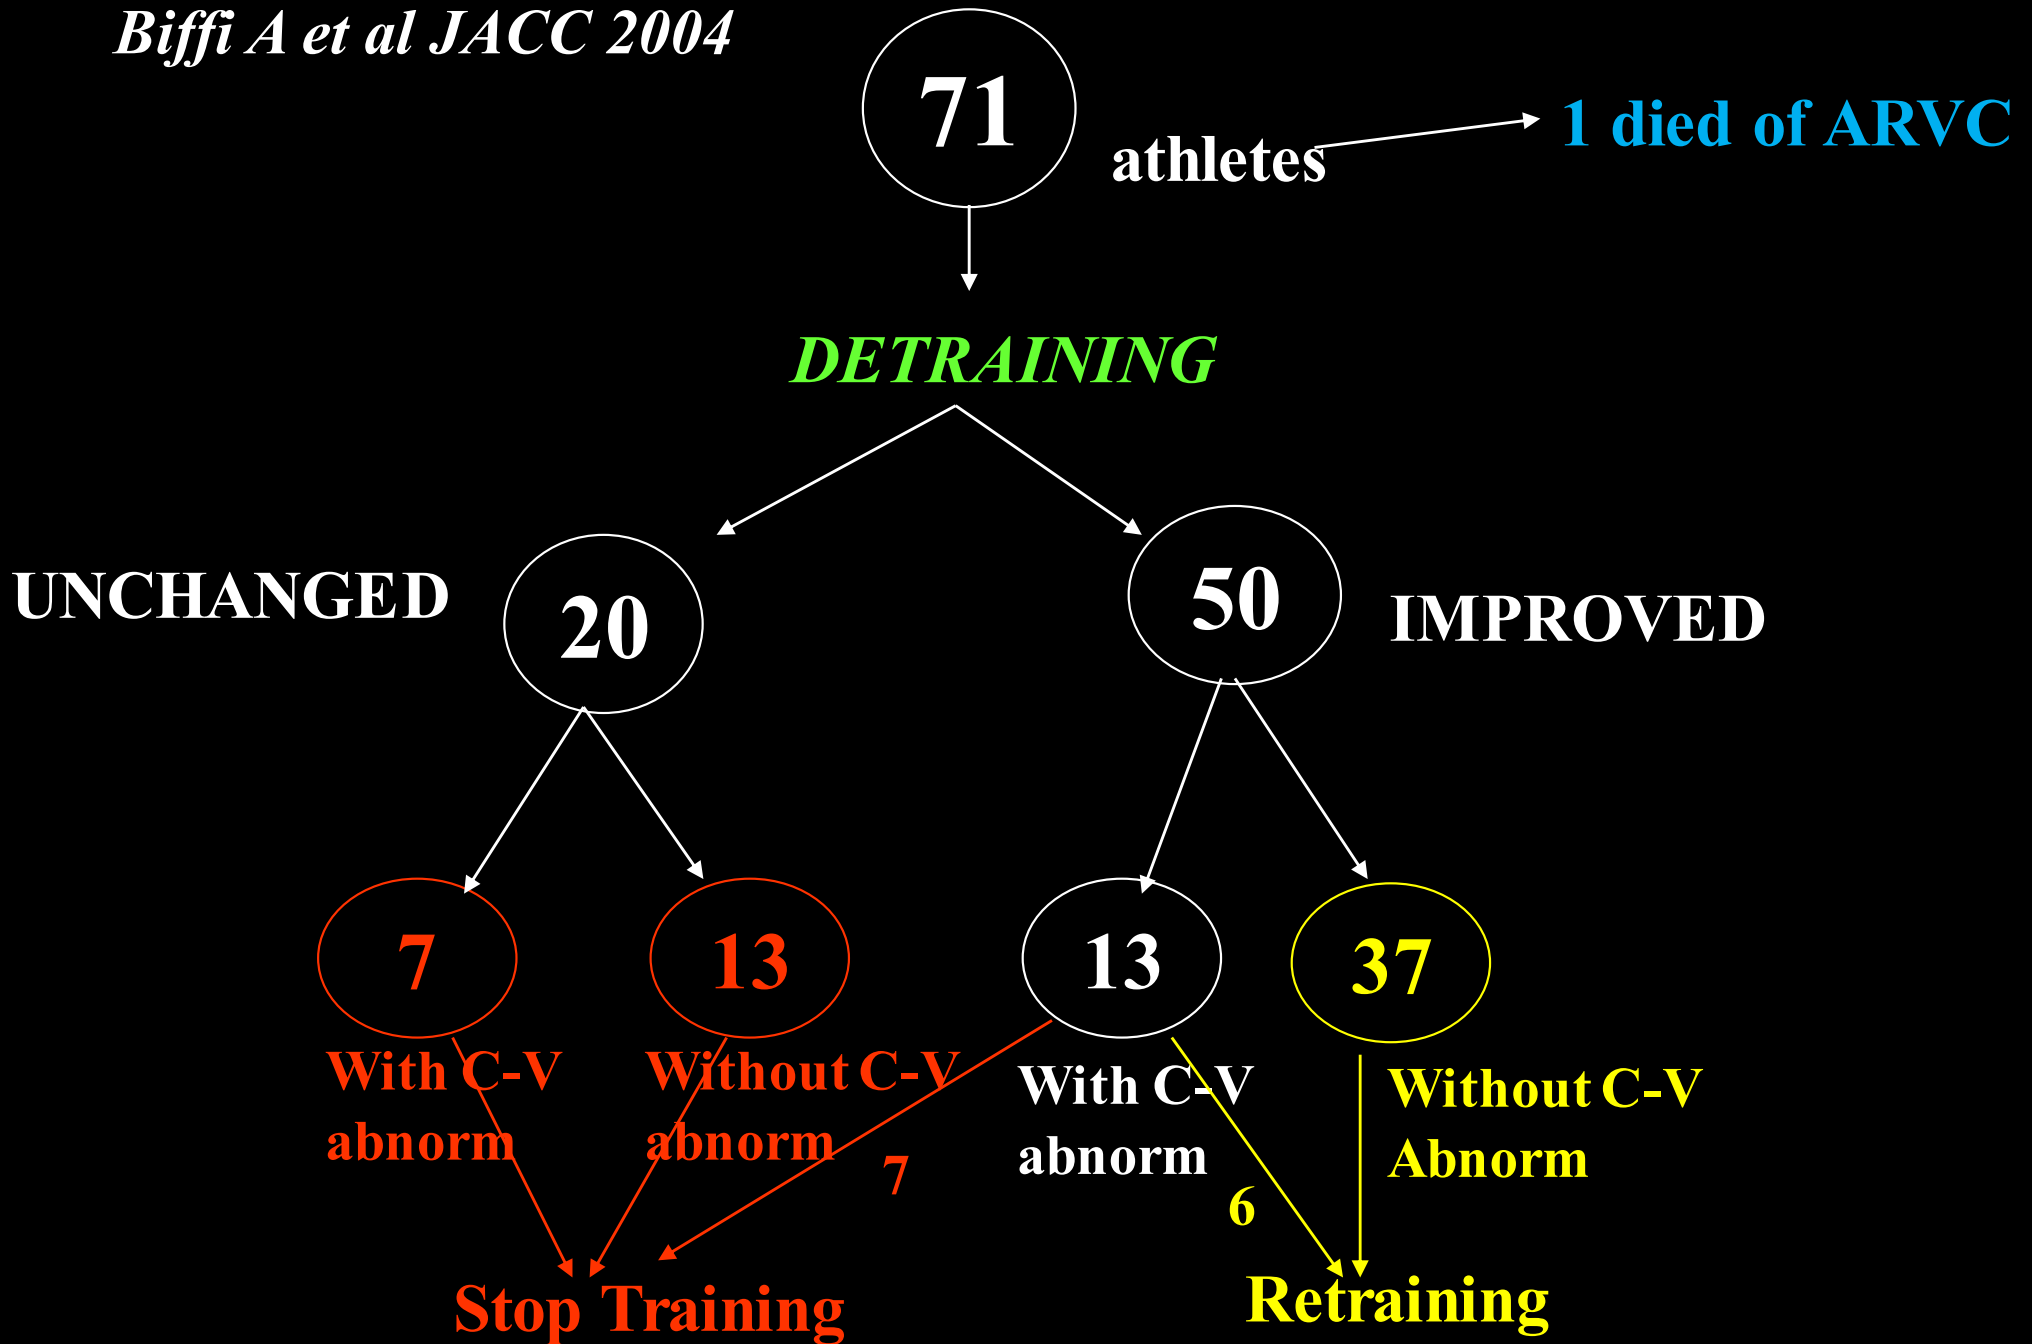 Biffi A et al JACC 2004
71
athletes
1 died of ARVC
DETRAINING
UNCHANGED
20
50
IMPROVED
7
13
13
37
With C-V
abnorm
Without C-V
abnorm
With C-V
abnorm
Without C-V
Abnorm
7
6
Stop Training
Retraining